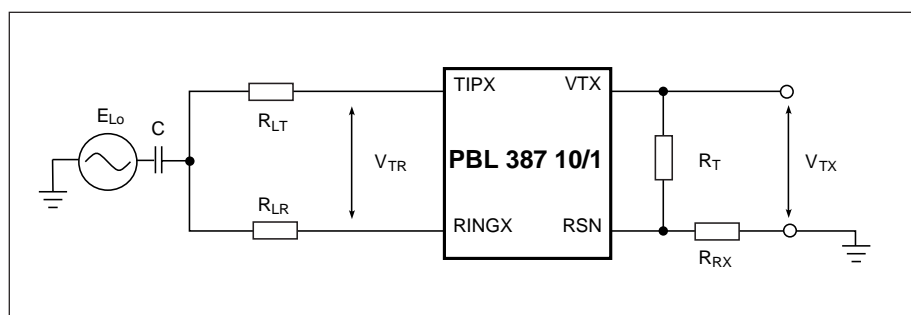 TIPX
VTX
E_Lo
C
R_LT
V_TR
PBL 387 10/1
R_T
V_TX
R_LR
RINGX
RSN
R_RX